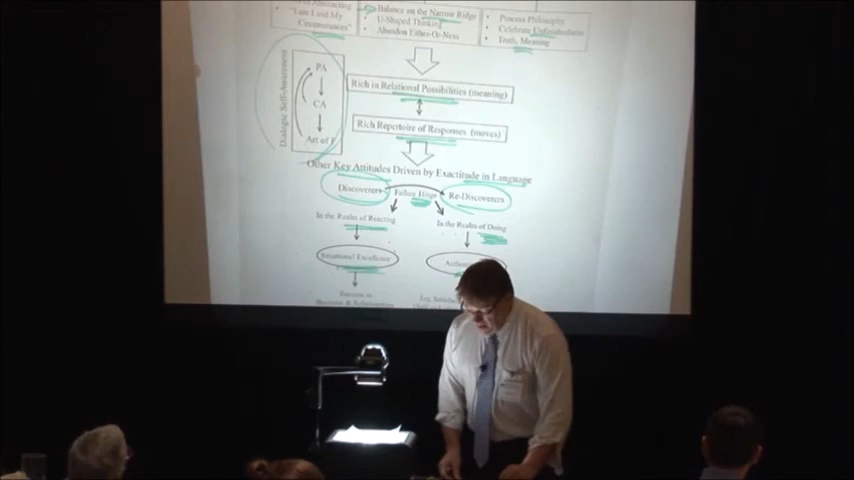 "I am I and My
Circumstances"
Balance on the Narrow Ridge
U-Shaped Thinking
Abandon Either-Or-Ness
Process Philosophy
Celebrate Unfinishedness
Truth, Meaning
Dialogic Self-Awareness
PA
CA
Art of
Rich in Relational Possibilities (meaning)
Rich Repertoire of Responses (moves)
Other Key Attitudes Driven by Exactitude in Language
Discoverers
Failure Hinge
Re-Discoverers
In the Realm of Reacting
In the Realm of Doing
Situational Excellence
Success in
Business & Relationships
Joy,